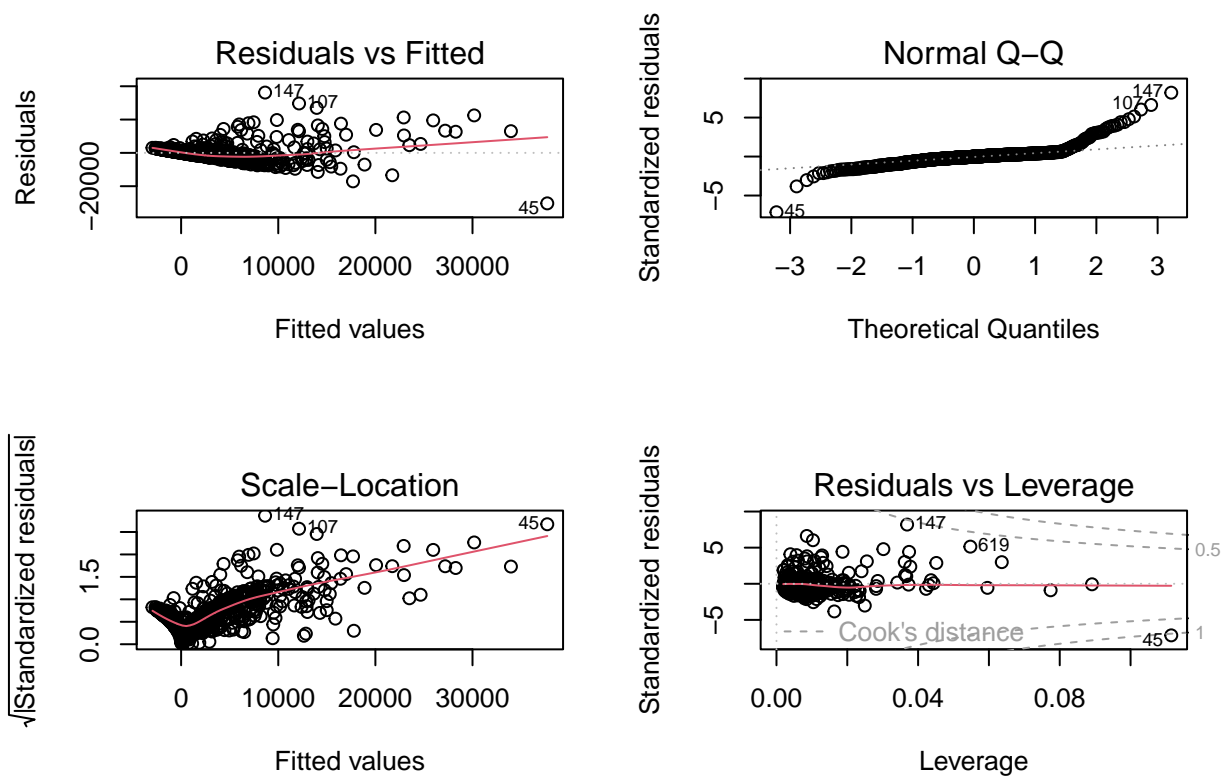 Residuals vs Fitted
Residuals
−20000
147
107
45
0 10000 20000 30000
Fitted values
Normal Q−Q
Standardized residuals
−5 5
147
107
45
−3 −2 −1 0 1 2 3
Theoretical Quantiles
Scale−Location
√|Standardized residuals|
0.0 1.5
147
107
45
0 10000 20000 30000
Fitted values
Residuals vs Leverage
Standardized residuals
−5 5
147
619
0.5
Cook's distance
1
45
0.00 0.04 0.08
Leverage